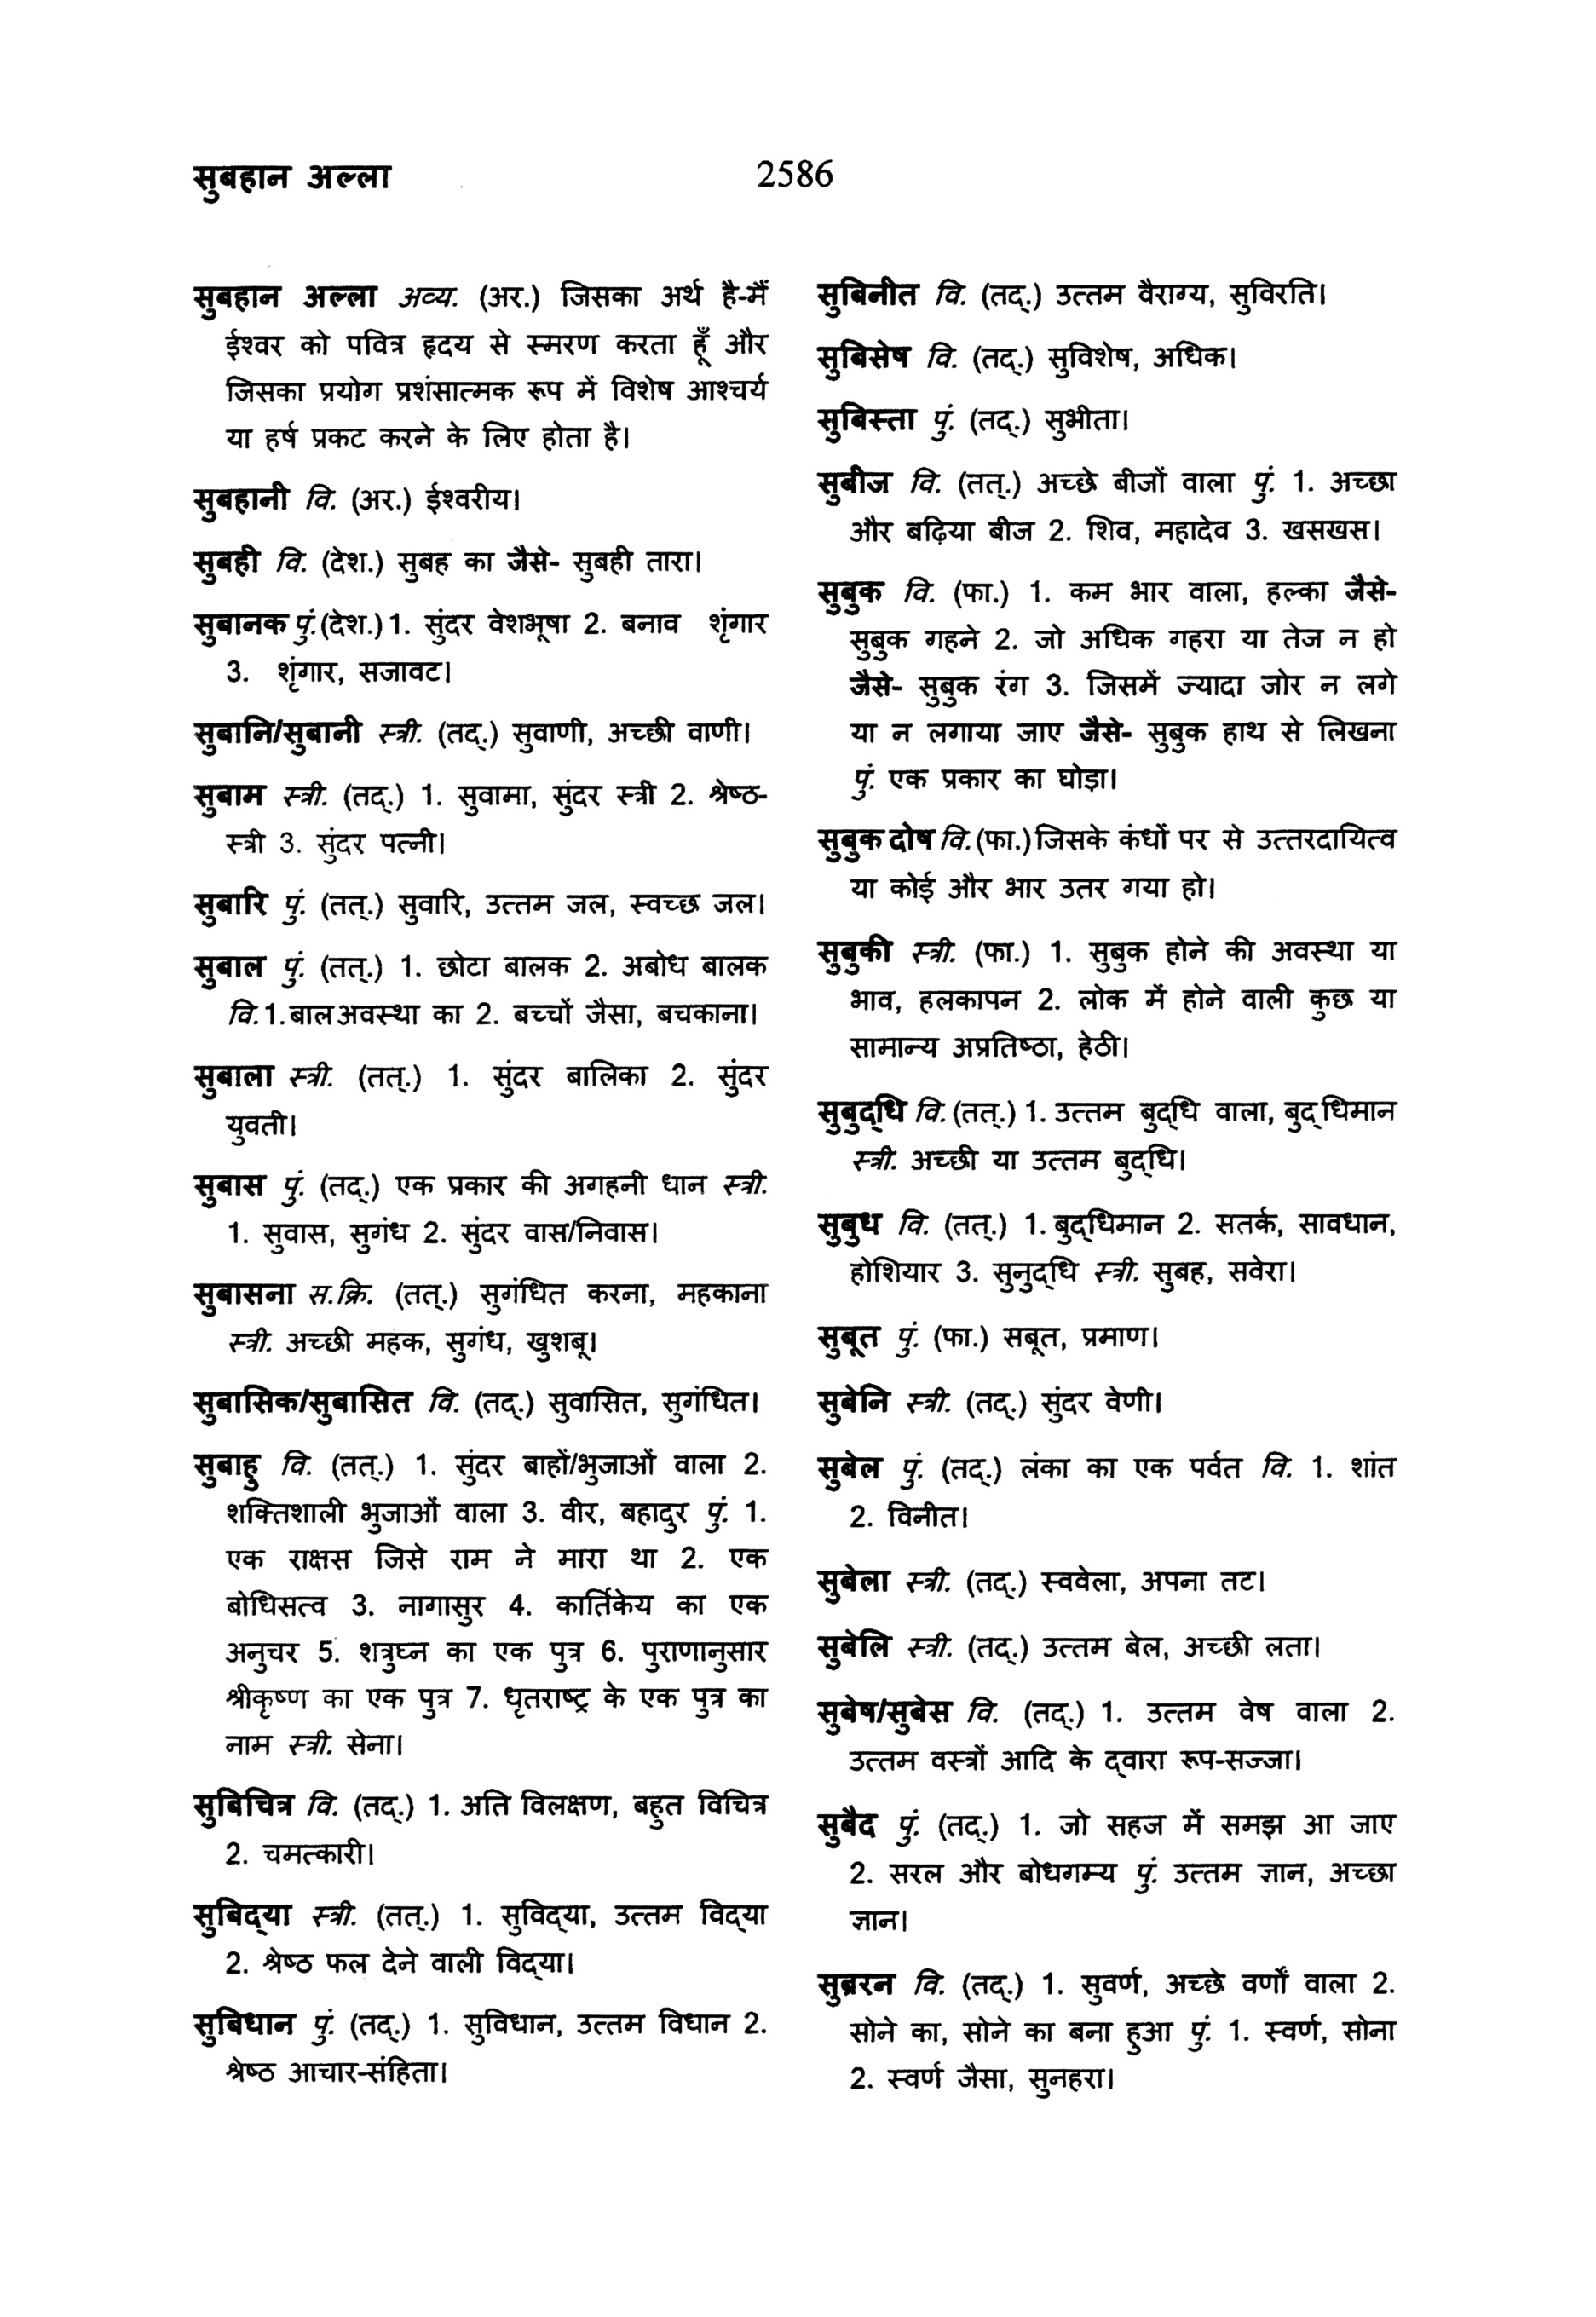 सुबहान अल्ला
2586
सुबहान अल्ला अव्य. (अर.) जिसका अर्थ है-मैं
ईश्वर को पवित्र हृदय से स्मरण करता हूँ और
जिसका प्रयोग प्रशंसात्मक रूप में विशेष आश्चर्य
या हर्ष प्रकट करने के लिए होता है।
सुबहानी वि. (अर.) ईश्वरीय।
सुबही वि. (देश.) सुबह का जैसे- सुबही तारा।
सुबानक पुं.(देश.) 1. सुंदर वेशभूषा 2. बनाव शृंगार
3. शृंगार, सजावट।
सुबानि/सुबानी स्त्री. (तद्.) सुवाणी, अच्छी वाणी।
सुबाम स्त्री. (तद्.) 1. सुवामा, सुंदर स्त्री 2. श्रेष्ठ-
स्त्री 3. सुंदर पत्नी।
सुबारि पुं. (तत्.) सुवारि, उत्तम जल, स्वच्छ जल।
सुबाल पुं. (तत्.) 1. छोटा बालक 2. अबोध बालक
वि.1.बाल अवस्था का 2. बच्चों जैसा, बचकाना।
सुबाला स्त्री. (तत्.) 1. सुंदर बालिका 2. सुंदर
युवती।
सुबास पुं. (तद्.) एक प्रकार की अगहनी धान स्त्री.
1. सुवास, सुगंध 2. सुंदर वास/निवास।
सुबासना स.क्रि. (तत्.) सुगंधित करना, महकाना
स्त्री. अच्छी महक, सुगंध, खुशबू।
सुबासिक/सुबासित वि. (तद्.) सुवासित, सुगंधित।
सुबाहु वि. (तत्.) 1. सुंदर बाहों/भुजाओं वाला 2.
शक्तिशाली भुजाओं वाला 3. वीर, बहादुर पुं. 1.
एक राक्षस जिसे राम ने मारा था 2. एक
बोधिसत्व 3. नागासुर 4. कार्तिकेय का एक
अनुचर 5. शत्रुघ्न का एक पुत्र 6. पुराणानुसार
श्रीकृष्ण का एक पुत्र 7. धृतराष्ट्र के एक पुत्र का
नाम स्त्री. सेना।
सुबिचित्र वि. (तद्.) 1. अति विलक्षण, बहुत विचित्र
2. चमत्कारी।
सुबिद्‌या स्त्री. (तत्.) 1. सुविद्‌या, उत्तम विद्‌या
2. श्रेष्ठ फल देने वाली विद्‌या।
सुबिधान पुं. (तद्.) 1. सुविधान, उत्तम विधान 2.
श्रेष्ठ आचार-संहिता।
सुबिनीत वि. (तद्.) उत्तम वैराग्य, सुविरति।
सुबिसेष वि. (तद्.) सुविशेष, अधिक।
सुबिस्ता पुं. (तद्.) सुभीता।
सुबीज वि. (तत्.) अच्छे बीजों वाला पुं. 1. अच्छा
और बढ़िया बीज 2. शिव, महादेव 3. खसखस।
सुबुक वि. (फा.) 1. कम भार वाला, हल्का जैसे-
सुबुक गहने 2. जो अधिक गहरा या तेज न हो
जैसे- सुबुक रंग 3. जिसमें ज्यादा जोर न लगे
या न लगाया जाए जैसे- सुबुक हाथ से लिखना
पुं. एक प्रकार का घोड़ा।
सुबुक दोष वि.(फा.)जिसके कंधों पर से उत्तरदायित्व
या कोई और भार उतर गया हो।
सुबुकी स्त्री. (फा.) 1. सुबुक होने की अवस्था या
भाव, हलकापन 2. लोक में होने वाली कुछ या
सामान्य अप्रतिष्ठा, हेठी।
सुबुद्‌धि वि. (तत्.) 1. उत्तम बुद्‌धि वाला, बुद्‌धिमान
स्त्री. अच्छी या उत्तम बुद्‌धि।
सुबुध वि. (तत्.) 1. बुद्‌धिमान 2. सतर्क, सावधान,
होशियार 3. सुनुद्‌धि स्त्री. सुबह, सवेरा।
सुबूत पुं. (फा.) सबूत, प्रमाण।
सुबेनि स्त्री. (तद्.) सुंदर वेणी।
सुबेल पुं. (तद्.) लंका का एक पर्वत वि. 1. शांत
2. विनीत।
सुबेला स्त्री. (तद्.) स्ववेला, अपना तट।
सुबेलि स्त्री. (तद्.) उत्तम बेल, अच्छी लता।
सुबेष/सुबेस वि. (तद्.) 1. उत्तम वेष वाला 2.
उत्तम वस्त्रों आदि के द्‌वारा रूप-सज्जा।
सुबैद पुं. (तद्.) 1. जो सहज में समझ आ जाए
2. सरल और बोधगम्य पुं. उत्तम ज्ञान, अच्छा
ज्ञान।
सुब्ररन वि. (तद्.) 1. सुवर्ण, अच्छे वर्णों वाला 2.
सोने का, सोने का बना हुआ पुं. 1. स्वर्ण, सोना
2. स्वर्ण जैसा, सुनहरा।